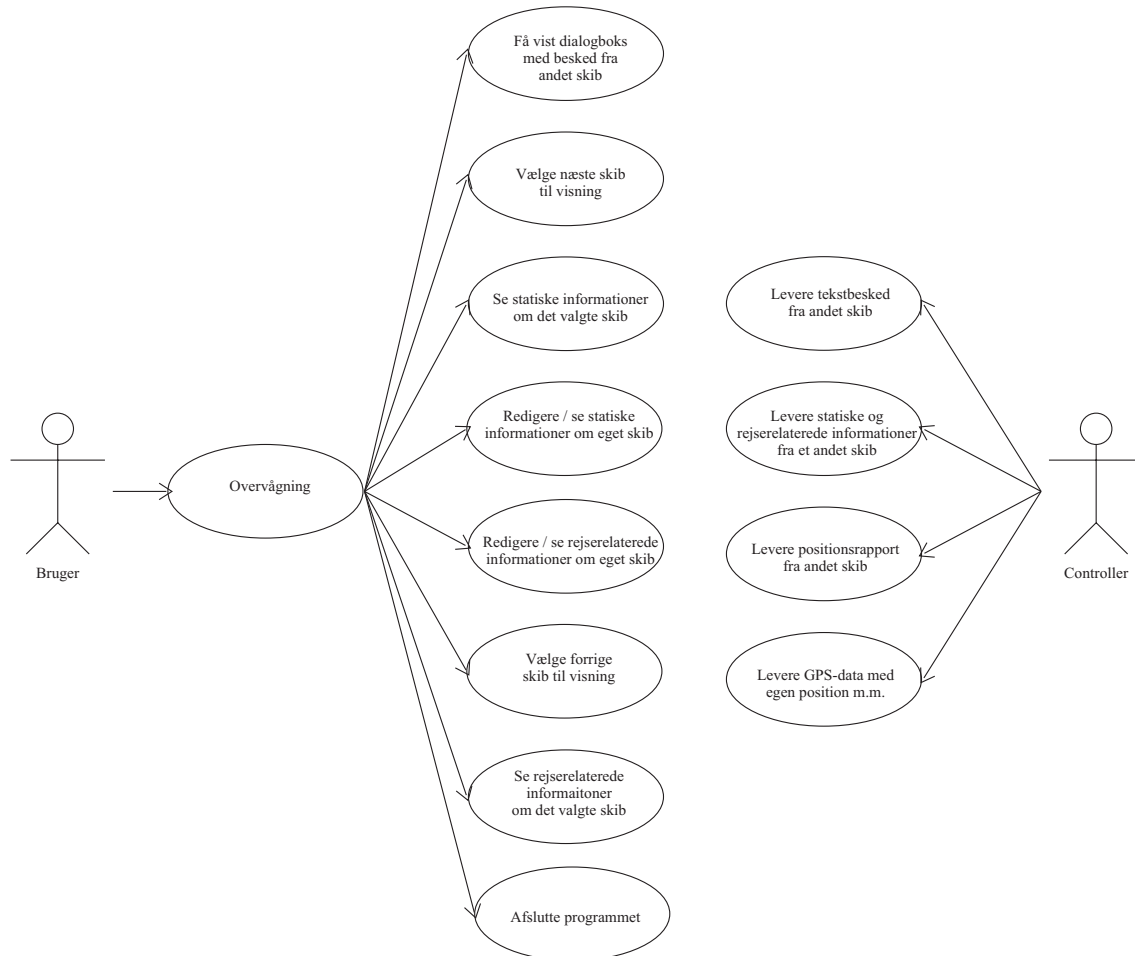 Få vist dialogboks
med besked fra
andet skib
Vælge næste skib
til visning
Se statiske informationer
om det valgte skib
Levere tekstbesked
fra andet skib
Redigere / se statiske
informationer om eget skib
Levere statiske og
rejserelaterede informationer
fra et andet skib
Overvågning
Bruger
Redigere / se rejserelaterede
informationer om eget skib
Levere positionsrapport
fra andet skib
Controller
Vælge forrige
skib til visning
Levere GPS-data med
egen position m.m.
Se rejserelaterede
informaitoner
om det valgte skib
Afslutte programmet